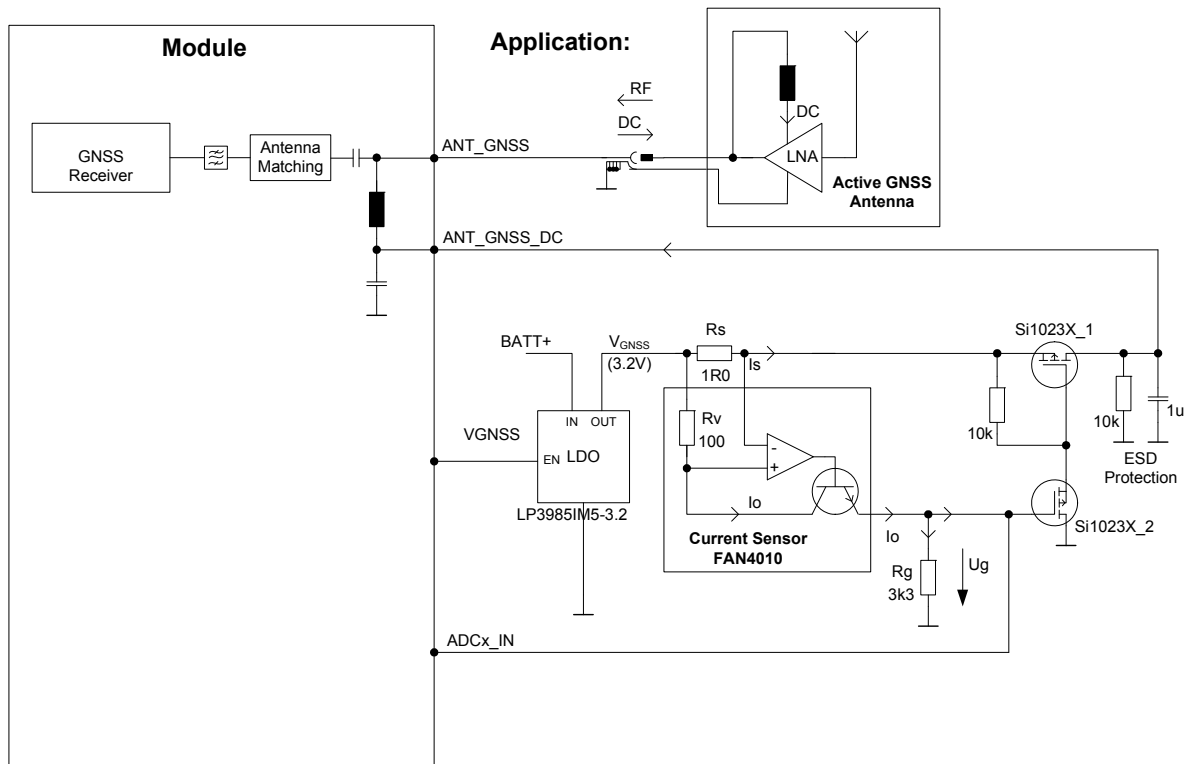 Module
Application:
GNSS
Receiver
Antenna
Matching
ANT_GNSS
RF
DC
DC
LNA
Active GNSS
Antenna
ANT_GNSS_DC
BATT+
VGNSS
(3.2V)
Rs
1R0
Is
Si1023X_1
10k
10k
1u
ESD
Protection
Rv
100
-
+
Io
Current Sensor
FAN4010
VGNSS
IN
OUT
EN
LDO
LP3985IM5-3.2
Io
Rg
3k3
Ug
Si1023X_2
ADCx_IN